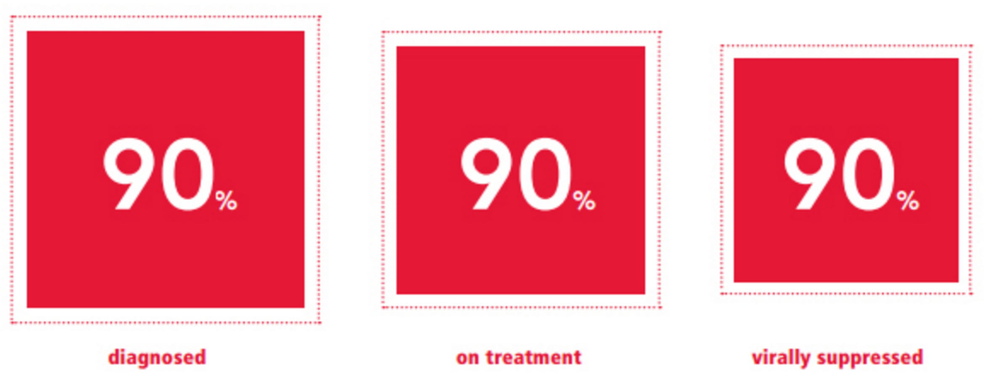 90%
90%
90%
diagnosed
on treatment
virally suppressed